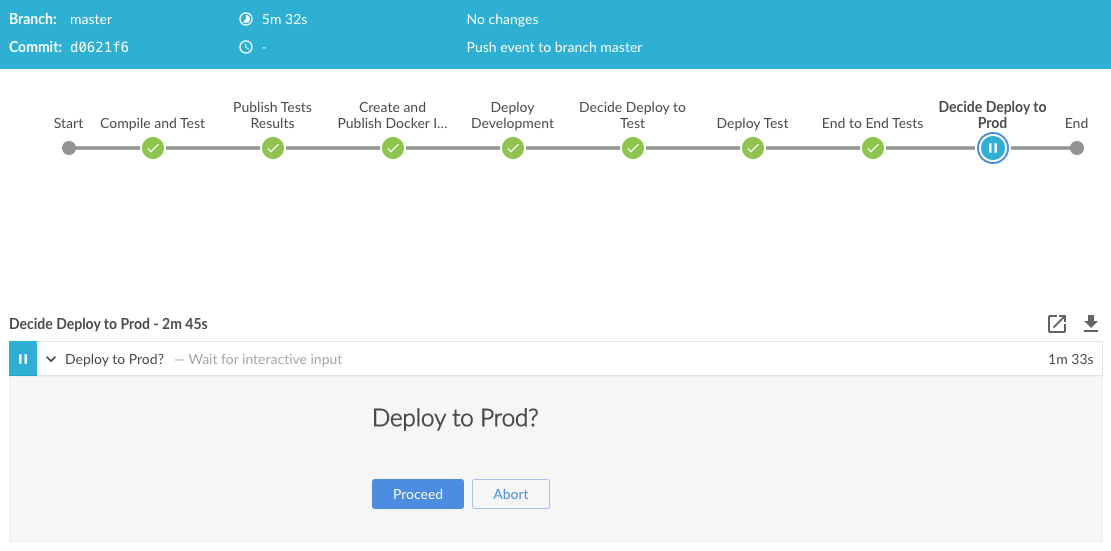 Branch: master 5m 32s No changes
Commit: d0621f6 - Push event to branch master
Start
Compile and Test
Publish Tests
Results
Create and
Publish Docker I...
Deploy
Development
Decide Deploy to
Test
Deploy Test
End to End Tests
Decide Deploy to
Prod
End
Decide Deploy to Prod - 2m 45s
Deploy to Prod? — Wait for interactive input 1m 33s
Deploy to Prod?
Proceed Abort